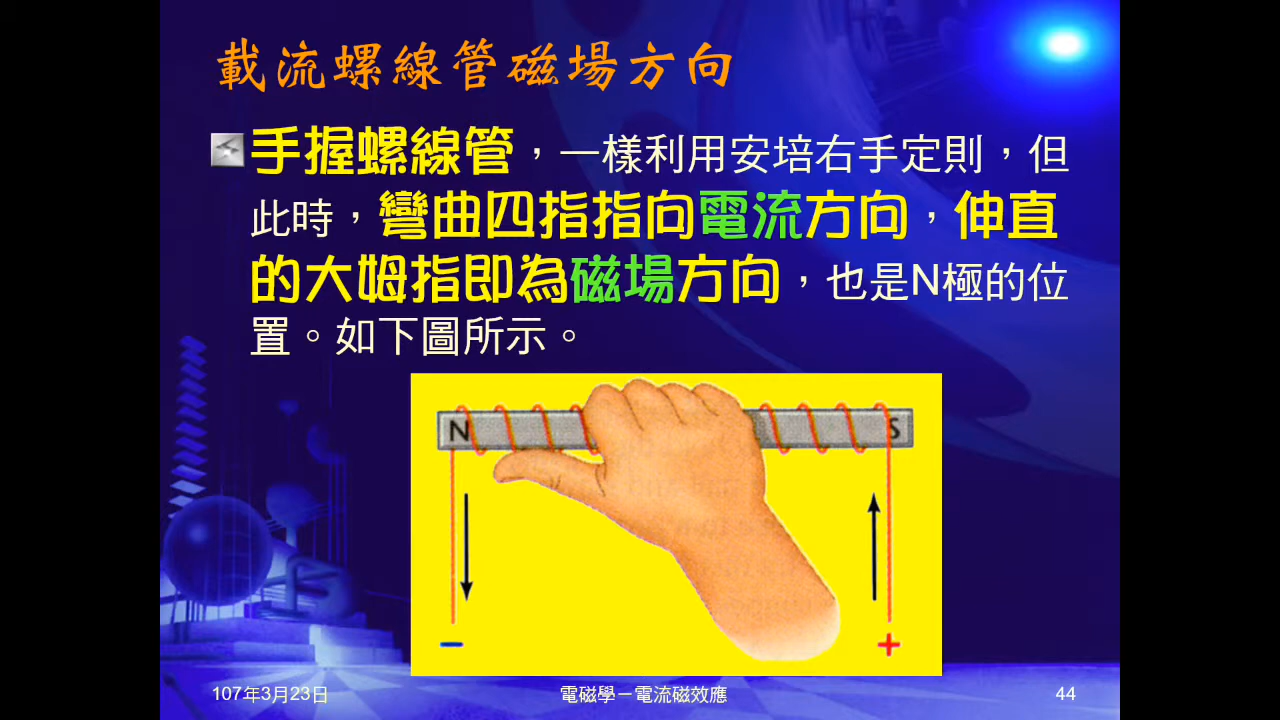 載流螺線管磁場方向
手握螺線管，一樣利用安培右手定則，但
此時，彎曲四指指向電流方向，伸直
的大姆指即為磁場方向，也是N極的位
置。如下圖所示。
N S
− +
107年3月23日 電磁學－電流磁效應 44